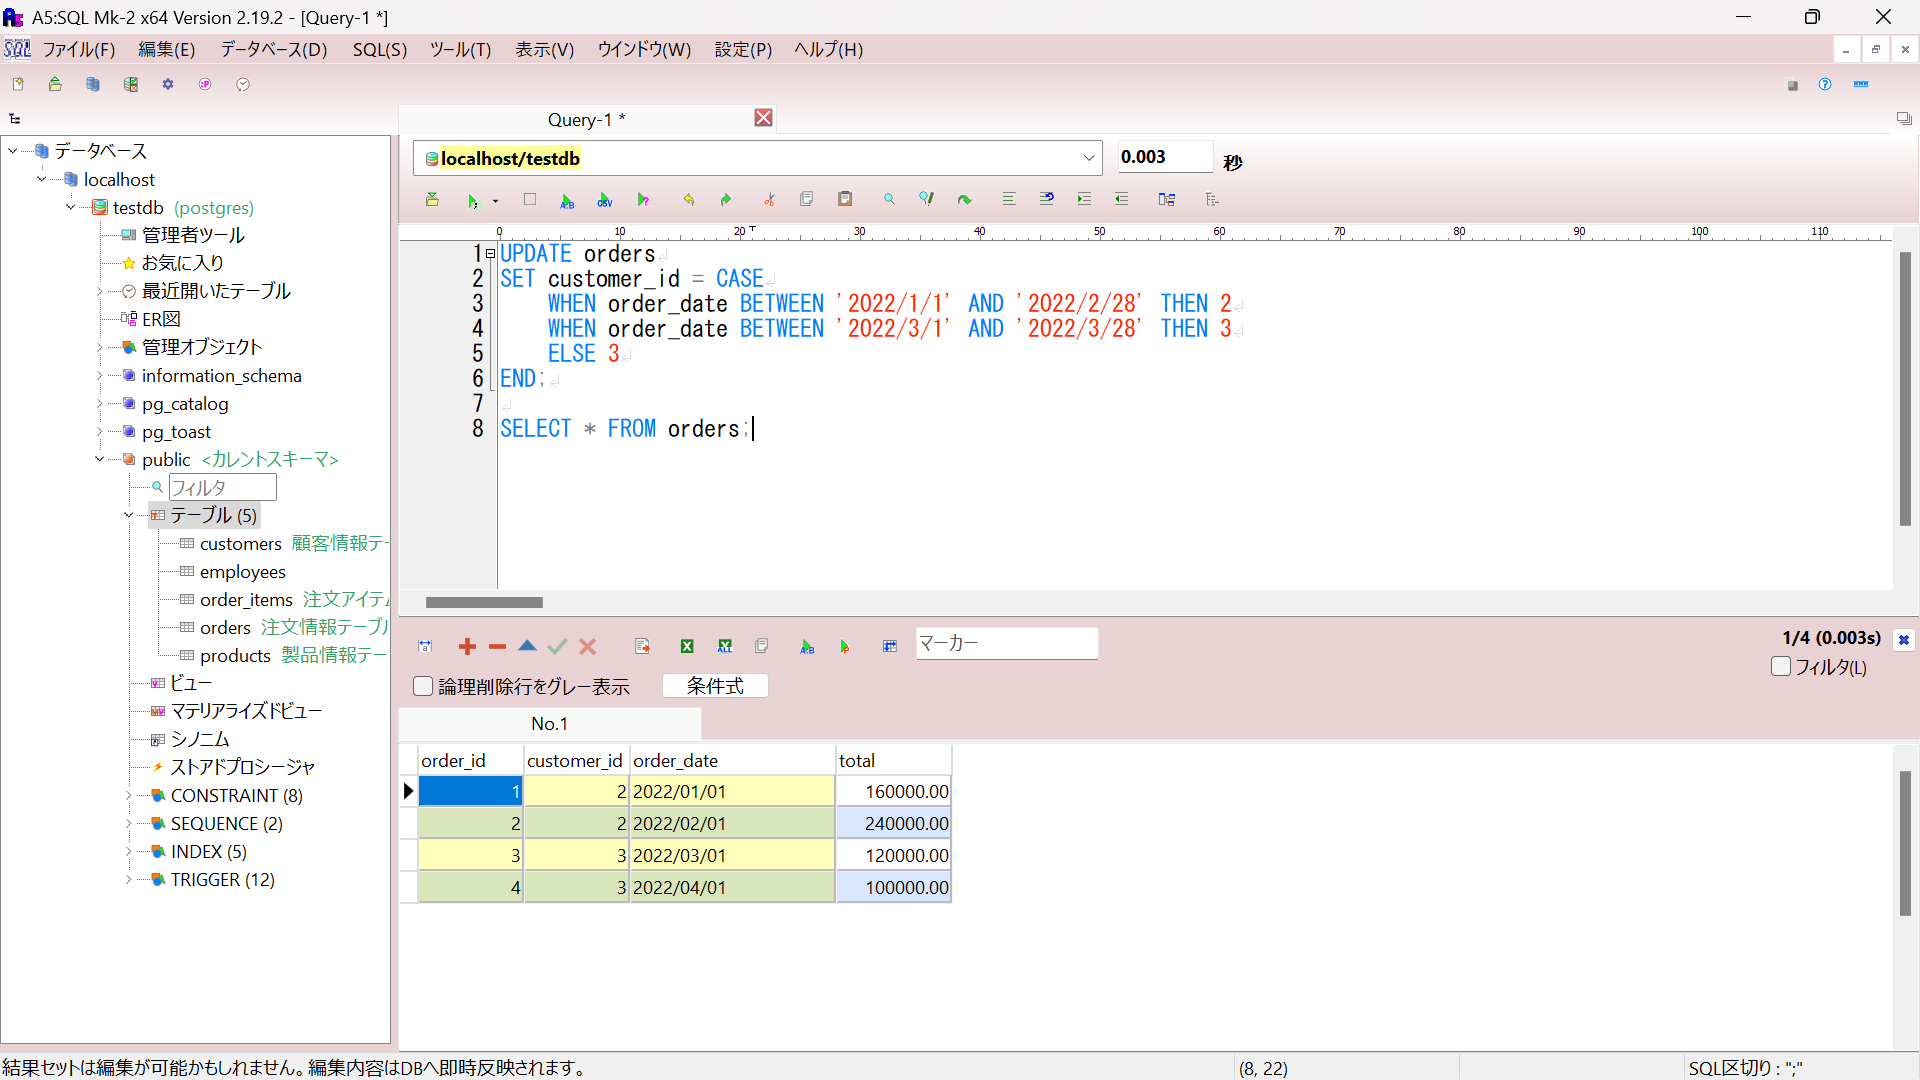 A5:SQL Mk-2 x64 Version 2.19.2 - [Query-1 *]
ファイル(F) 編集(E) データベース(D) SQL(S) ツール(T) 表示(V) ウインドウ(W) 設定(P) ヘルプ(H)
データベース
localhost
testdb (postgres)
管理者ツール
お気に入り
最近開いたテーブル
ER図
管理オブジェクト
information_schema
pg_catalog
pg_toast
public <カレントスキーマ>
フィルタ
テーブル (5)
customers 顧客情報テー
employees
order_items 注文アイテム
orders 注文情報テーブル
products 製品情報テー
ビュー
マテリアライズドビュー
シノニム
ストアドプロシージャ
CONSTRAINT (8)
SEQUENCE (2)
INDEX (5)
TRIGGER (12)
Query-1 *
localhost/testdb
0.003 秒
0 10 20 30 40 50 60 70 80 90 100 110
1 UPDATE orders
2 SET customer_id = CASE
3 WHEN order_date BETWEEN '2022/1/1' AND '2022/2/28' THEN 2
4 WHEN order_date BETWEEN '2022/3/1' AND '2022/3/28' THEN 3
5 ELSE 3
6 END;
7
8 SELECT * FROM orders;
マーカー
1/4 (0.003s)
フィルタ(L)
論理削除行をグレー表示 条件式
No.1
order_id customer_id order_date total
1 2 2022/01/01 160000.00
2 2 2022/02/01 240000.00
3 3 2022/03/01 120000.00
4 3 2022/04/01 100000.00
結果セットは編集が可能かもしれません。編集内容はDBへ即時反映されます。
(8, 22)
SQL区切り : ";"